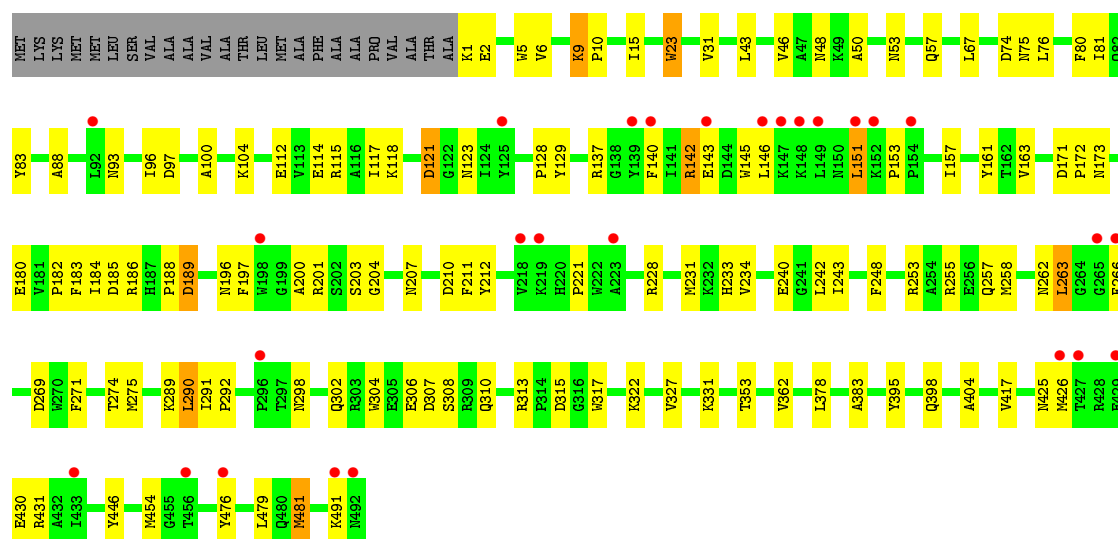 MET LYS LYS MET MET LEU SER VAL ALA ALA VAL ALA THR LEU MET ALA PHE ALA ALA PRO VAL ALA THR ALA K1 E2 W5 V6 K9 P10 I15 W23 V31 L43 V46 A47 N48 K49 A50 N53 Q57 L67 D74 N75 L76 F80 I81 Q82
Y83 A88 L92 N93 I96 D97 A100 K104 E112 V113 E114 R115 A116 I117 K118 D121 G122 N123 I124 Y125 P128 Y129 R137 G138 Y139 F140 I141 R142 E143 D144 W145 L146 K147 K148 L149 N150 L151 K152 P153 P154 I157 Y161 T162 V163 D171 P172 N173
E180 V181 P182 F183 I184 D185 R186 H187 P188 D189 N196 F197 W198 G199 A200 R201 S202 S203 G204 N207 D210 F211 Y212 V218 K219 H220 P221 W222 A223 R228 M231 K232 H233 V234 E240 G241 L242 I243 F248 R253 A254 R255 E256 Q257 M258 N262 L263 G264 G265
D269 W270 F271 T274 M275 K289 L290 I291 P292 P296 T297 N298 Q302 R303 W304 E305 E306 D307 S308 R309 Q310 R313 P314 D315 G316 W317 K322 V327 K331 T353 V362 L378 A383 Y395 Q398 A404 V417 N425 M426 T427 R428
E430 R431 A432 I433 Y446 M454 G455 T456 Y476 L479 Q480 M481 K491 N492